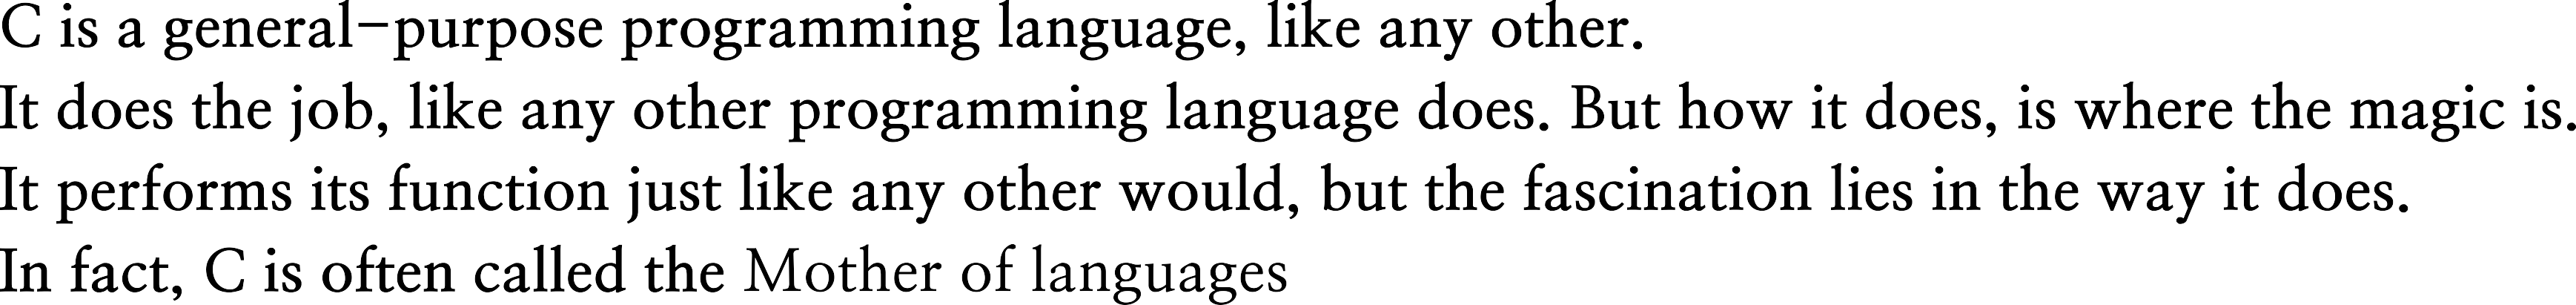 C is a general-purpose programming language, like any other.
It does the job, like any other programming language does. But how it does, is where the magic is.
It performs its function just like any other would, but the fascination lies in the way it does.
In fact, C is often called the Mother of languages